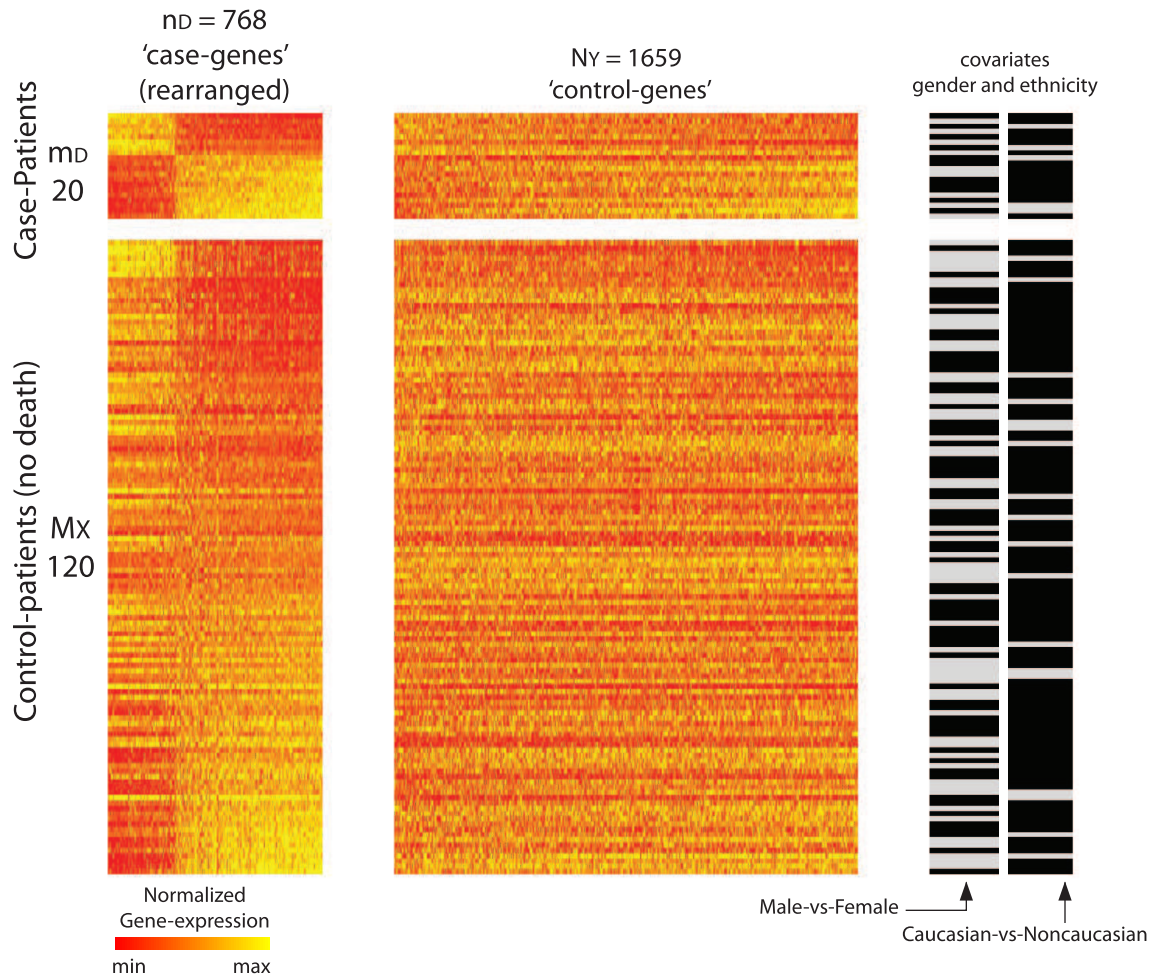 nD = 768
'case-genes'
(rearranged)
NY = 1659
'control-genes'
covariates
gender and ethnicity
Case-Patients
mD
20
Control-patients (no death)
MX
120
Normalized
Gene-expression
min max
Male-vs-Female
Caucasian-vs-Noncaucasian